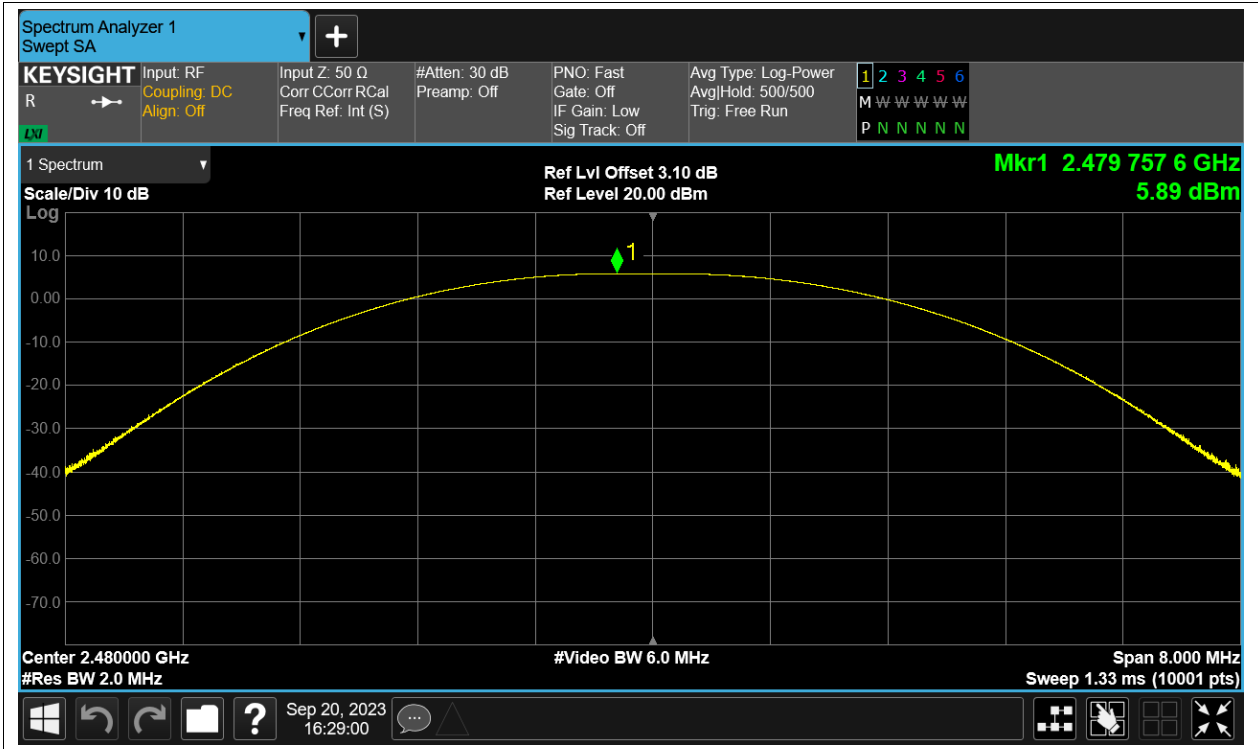 Spectrum Analyzer 1
Swept SA
KEYSIGHT
R
LXI
Input: RF
Coupling: DC
Align: Off
Input Z: 50 Ω
Corr CCorr RCal
Freq Ref: Int (S)
#Atten: 30 dB
Preamp: Off
PNO: Fast
Gate: Off
IF Gain: Low
Sig Track: Off
Avg Type: Log-Power
Avg|Hold: 500/500
Trig: Free Run
1 2 3 4 5 6
M W W W W W
P N N N N N
1 Spectrum
Scale/Div 10 dB
Log
Ref Lvl Offset 3.10 dB
Ref Level 20.00 dBm
Mkr1 2.479 757 6 GHz
5.89 dBm
1
10.0
0.00
-10.0
-20.0
-30.0
-40.0
-50.0
-60.0
-70.0
Center 2.480000 GHz
#Res BW 2.0 MHz
#Video BW 6.0 MHz
Span 8.000 MHz
Sweep 1.33 ms (10001 pts)
?
Sep 20, 2023
16:29:00